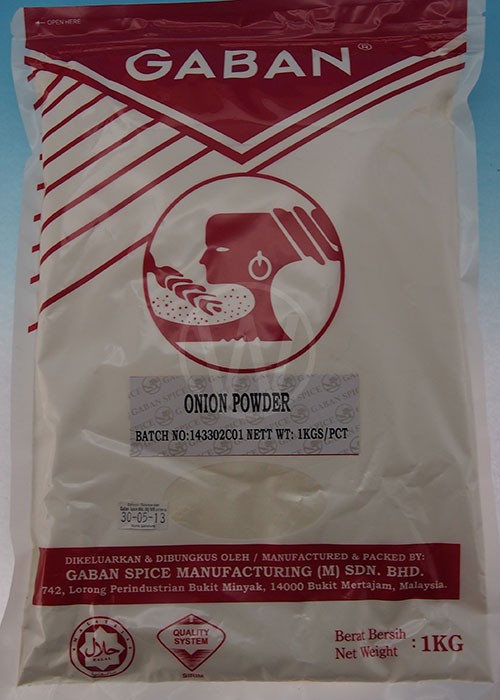 ← OPEN HERE
GABAN®
ONION POWDER
BATCH NO:143302C01 NETT WT: 1KGS/PCT
30-05-13
DIKELUARKAN & DIBUNGKUS OLEH / MANUFACTURED & PACKED BY:
GABAN SPICE MANUFACTURING (M) SDN. BHD.
742, Lorong Perindustrian Bukit Minyak, 14000 Bukit Mertajam, Malaysia.
حلال
QUALITY
SYSTEM
Berat Bersih
Net Weight : 1KG